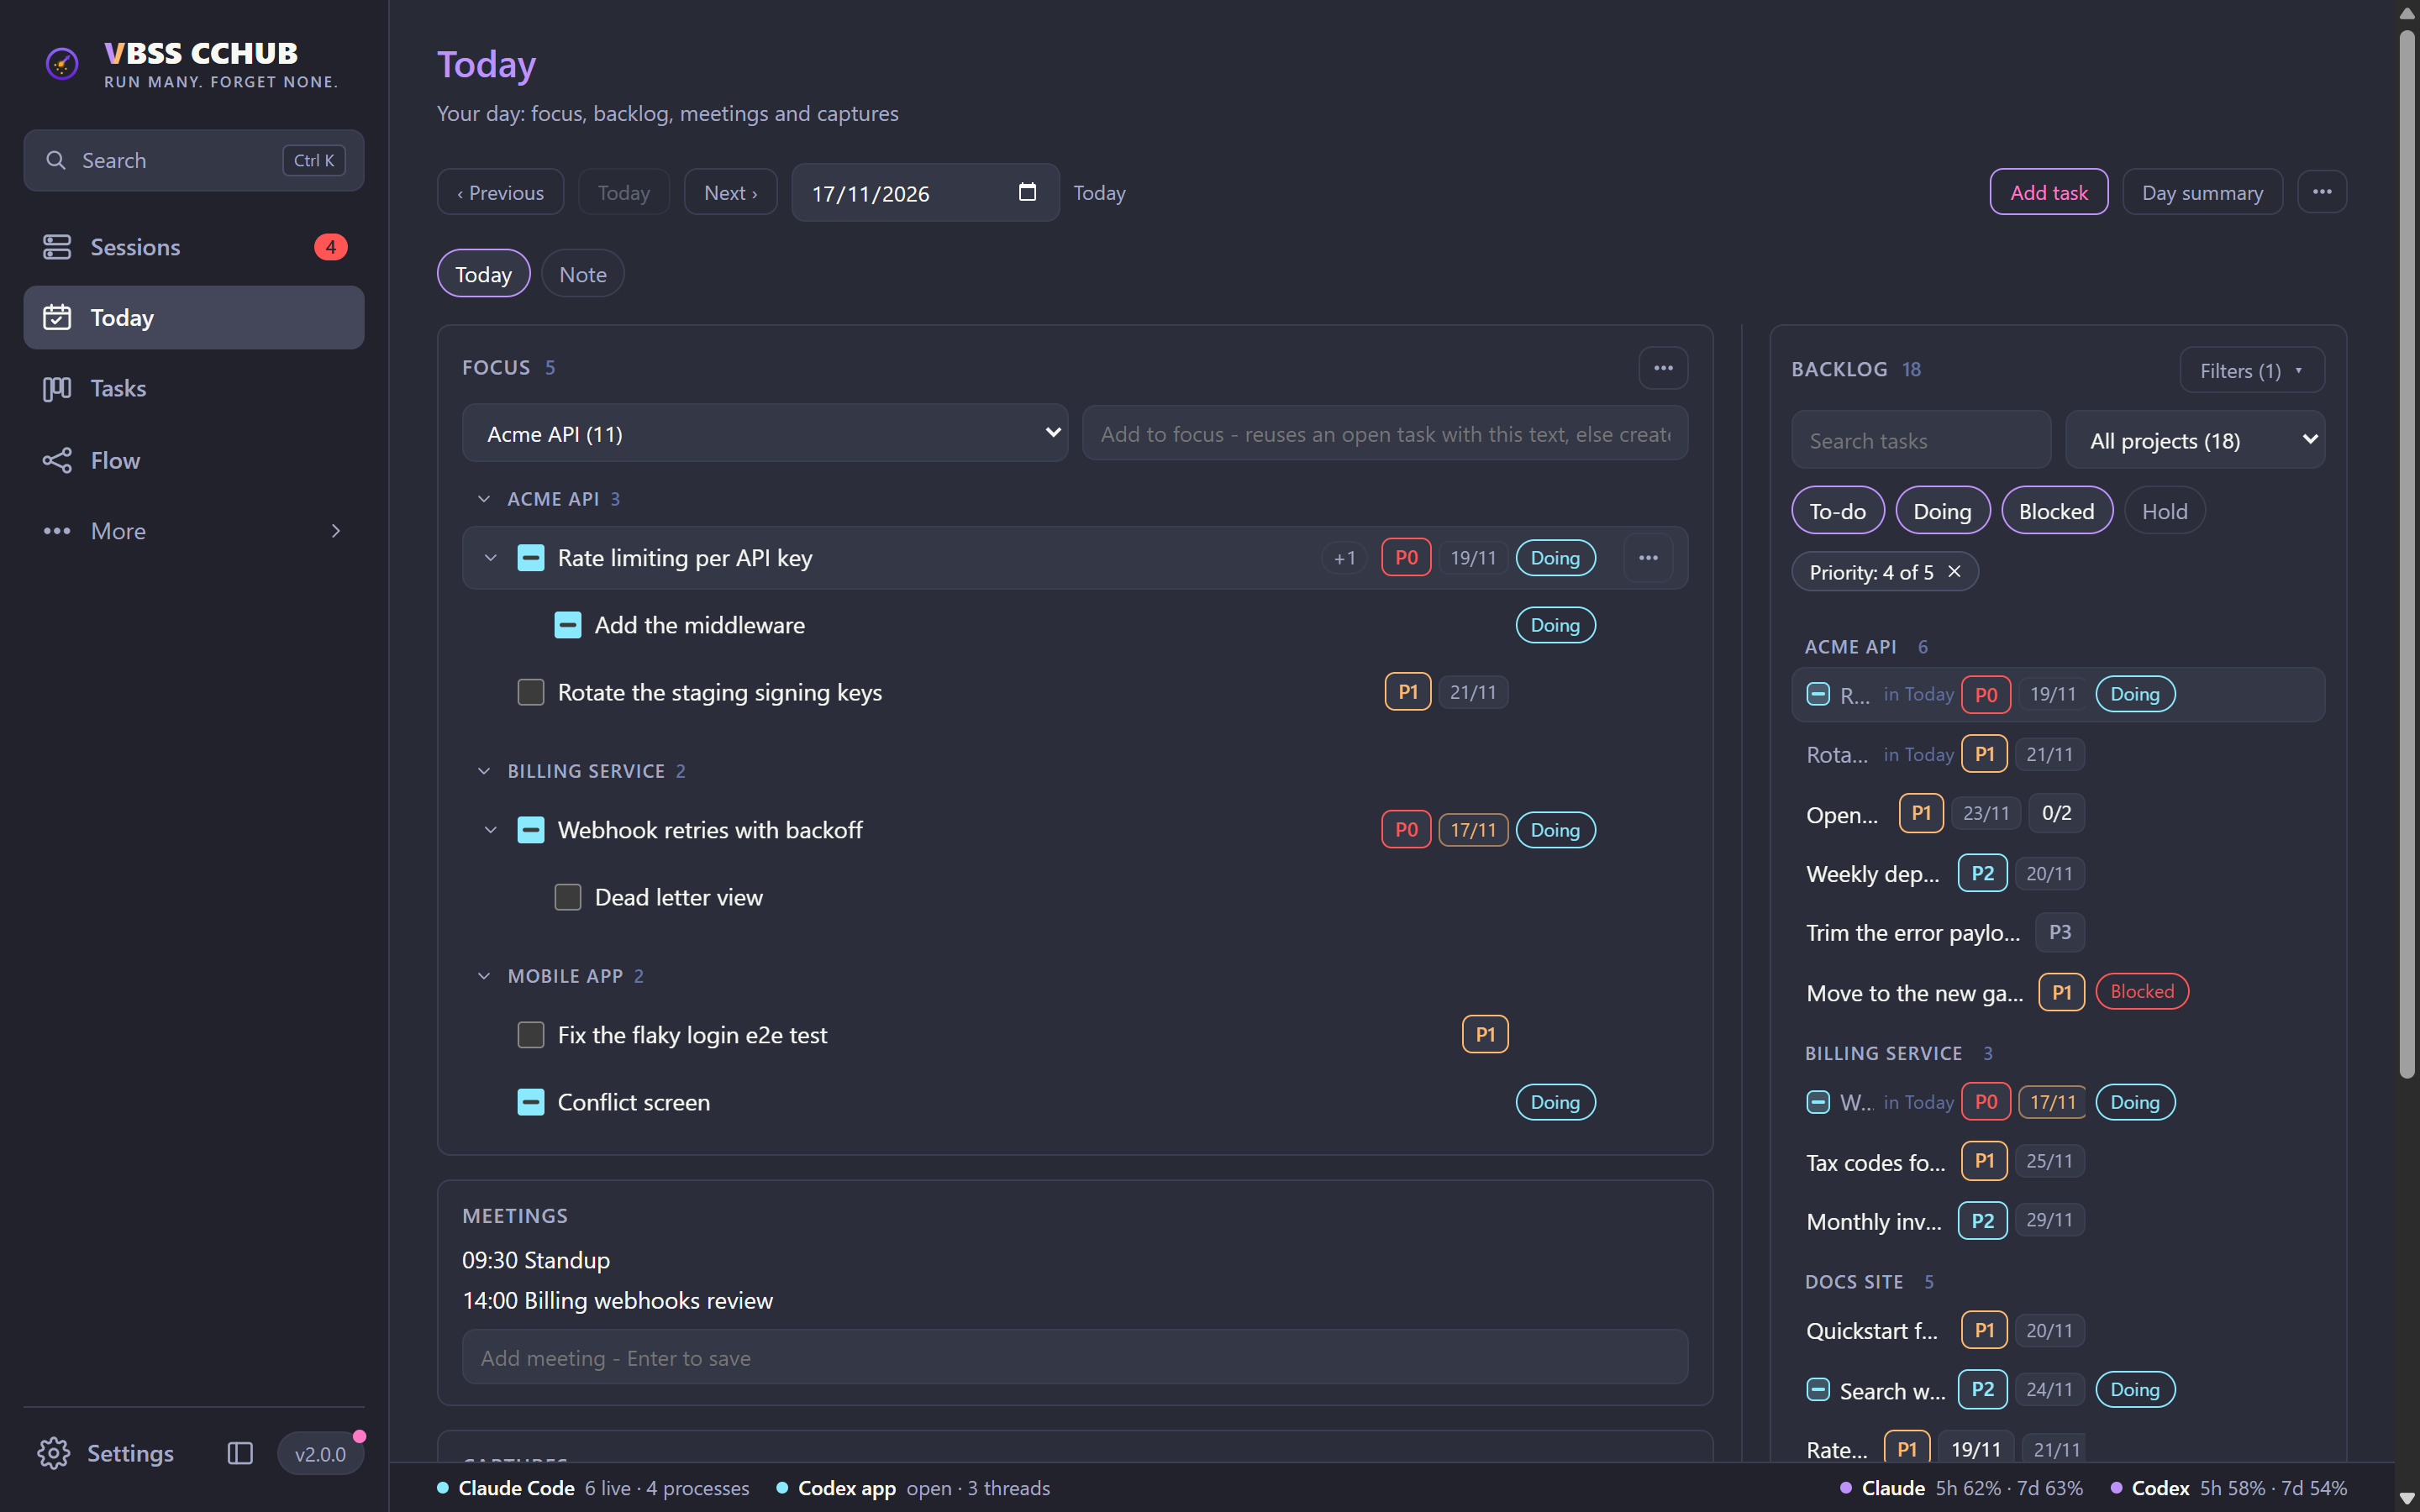 VBSS CCHUB
RUN MANY. FORGET NONE.
Search Ctrl K
Sessions 4
Today
Tasks
Flow
More
Settings v2.0.0
Today
Your day: focus, backlog, meetings and captures
‹ Previous Today Next › 17/11/2026 Today Add task Day summary
Today Note
FOCUS 5
Acme API (11) Add to focus - reuses an open task with this text, else create
ACME API 3
Rate limiting per API key +1 P0 19/11 Doing
Add the middleware Doing
Rotate the staging signing keys P1 21/11
BILLING SERVICE 2
Webhook retries with backoff P0 17/11 Doing
Dead letter view
MOBILE APP 2
Fix the flaky login e2e test P1
Conflict screen Doing
MEETINGS
09:30 Standup
14:00 Billing webhooks review
Add meeting - Enter to save
BACKLOG 18 Filters (1)
Search tasks All projects (18)
To-do Doing Blocked Hold
Priority: 4 of 5 ×
ACME API 6
R... in Today P0 19/11 Doing
Rota... in Today P1 21/11
Open... P1 23/11 0/2
Weekly dep... P2 20/11
Trim the error paylo... P3
Move to the new ga... P1 Blocked
BILLING SERVICE 3
W... in Today P0 17/11 Doing
Tax codes fo... P1 25/11
Monthly inv... P2 29/11
DOCS SITE 5
Quickstart f... P1 20/11
Search w... P2 24/11 Doing
Rate... P1 19/11 21/11
Claude Code 6 live · 4 processes Codex app open · 3 threads Claude 5h 62% · 7d 63% Codex 5h 58% · 7d 54%